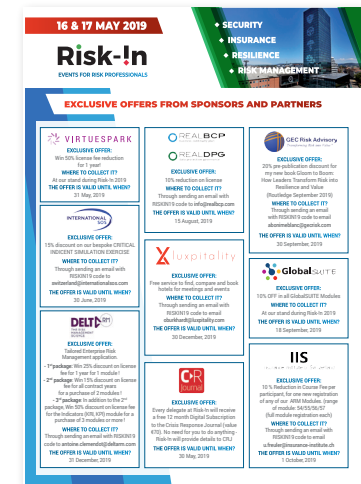 16 & 17 MAY 2019
SECURITY
INSURANCE
RESILIENCE
RISK MANAGEMENT
Risk-!n
EVENTS FOR RISK PROFESSIONALS
EXCLUSIVE OFFERS FROM SPONSORS AND PARTNERS
VIRTUESPARK
EXCLUSIVE OFFER:
Win 50% license fee reduction
for 1 year!
WHERE TO COLLECT IT?
At our stand during Risk-In 2019
THE OFFER IS VALID UNTIL WHEN?
31 May, 2019
INTERNATIONAL
SOS
EXCLUSIVE OFFER:
15% discount on our bespoke CRITICAL
INDICENT SIMULATION EXERCISE
WHERE TO COLLECT IT?
Through sending an email with
RISKIN19 code to
switzerland@internationalsos.com
THE OFFER IS VALID UNTIL WHEN?
30 June, 2019
DELTA RM
THE RISK
MANAGEMENT
EXCLUSIVE OFFER:
Tailored Enterprise Risk
Management application.
- 1st package: Win 25% discount on license
fee for 1 year for 1 module!
- 2nd package: Win 15% discount on license
fee for all contract years
for a purchase of 2 modules!
- 3rd package: In addition to the 2nd
package, Win 50% discount on license fee
for the Indicators (KRI, KPI) module for a
purchase of 3 modules or more!
WHERE TO COLLECT IT?
Through sending an email with RISKIN19
code to antoine.clemendot@deltarm.com
THE OFFER IS VALID UNTIL WHEN?
31 December, 2019
REALBCP
REALDPG
EXCLUSIVE OFFER:
10% reduction on license
WHERE TO COLLECT IT?
Through sending an email with
RISKIN19 code to info@realbcp.com
THE OFFER IS VALID UNTIL WHEN?
15 August, 2019
luxpitality
EXCLUSIVE OFFER:
Free service to find, compare and book
hotels for meetings and events
WHERE TO COLLECT IT?
Through sending an email with
RISKIN19 code to email
cburkhardt@luxpitality.com
THE OFFER IS VALID UNTIL WHEN?
30 December, 2019
C∙R
Journal
EXCLUSIVE OFFER:
Every delegate at Risk-In will receive
a free 12 month Digital Subscription
to the Crisis Response Journal (value
€70). No need for you to do anything -
Risk-In will provide details to CRJ
THE OFFER IS VALID UNTIL WHEN?
30 May, 2019
GEC Risk Advisory
EXCLUSIVE OFFER:
20% pre-publication discount for
my new book Gloom to Boom:
How Leaders Transform Risk into
Resilience and Value
(Routledge September 2019)
WHERE TO COLLECT IT?
Through sending an email
with RISKIN19 code to email
abonimeblanc@gecrisk.com
THE OFFER IS VALID UNTIL WHEN?
30 September, 2019
GlobalSUITE
EXCLUSIVE OFFER:
10% OFF in all GlobalSUITE Modules
WHERE TO COLLECT IT?
At our stand during Risk-In 2019
THE OFFER IS VALID UNTIL WHEN?
18 September, 2019
IIS
EXCLUSIVE OFFER:
10 % Reduction in Course Fee per
participant, for one new registration
of any of our ARM Modules. (range
of module: 54/55/56/57
(full module registration each)
WHERE TO COLLECT IT?
Through sending an email with
RISKIN19 code to email
u.frealer@insurance-institute.ch
THE OFFER IS VALID UNTIL WHEN?
1 October, 2019